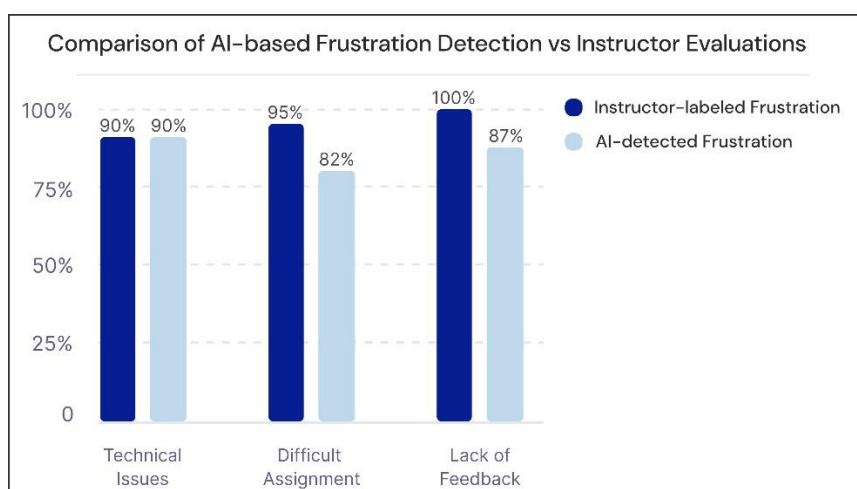 Comparison of AI-based Frustration Detection vs Instructor Evaluations
100%
75%
50%
25%
0
90%
90%
95%
82%
100%
87%
Technical
Issues
Difficult
Assignment
Lack of
Feedback
Instructor-labeled Frustration
AI-detected Frustration